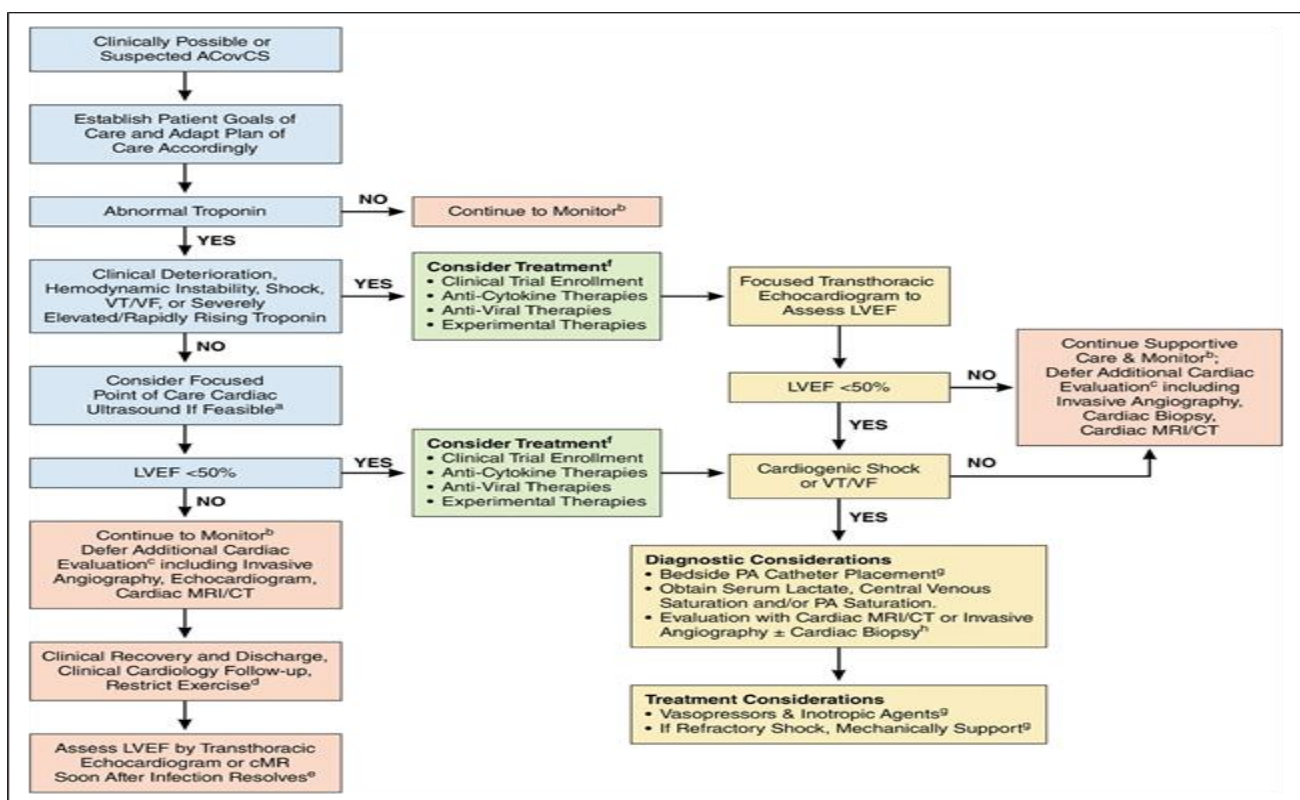 Clinically Possible or
Suspected ACovCS
Establish Patient Goals of
Care and Adapt Plan of
Care Accordingly
Abnormal Troponin
NO
Continue to Monitorᵇ
YES
Clinical Deterioration,
Hemodynamic Instability, Shock,
VT/VF, or Severely
Elevated/Rapidly Rising Troponin
YES
Consider Treatmentᶠ
• Clinical Trial Enrollment
• Anti-Cytokine Therapies
• Anti-Viral Therapies
• Experimental Therapies
Focused Transthoracic
Echocardiogram to
Assess LVEF
NO
Consider Focused
Point of Care Cardiac
Ultrasound If Feasibleᵃ
LVEF <50%
NO
Continue Supportive
Care & Monitorᵇ;
Defer Additional Cardiac
Evaluationᶜ including
Invasive Angiography,
Cardiac Biopsy,
Cardiac MRI/CT
YES
LVEF <50%
YES
Consider Treatmentᶠ
• Clinical Trial Enrollment
• Anti-Cytokine Therapies
• Anti-Viral Therapies
• Experimental Therapies
Cardiogenic Shock
or VT/VF
NO
NO
YES
Continue to Monitorᵇ
Defer Additional Cardiac
Evaluationᶜ including Invasive
Angiography, Echocardiogram,
Cardiac MRI/CT
Diagnostic Considerations
• Bedside PA Catheter Placementᵍ
• Obtain Serum Lactate, Central Venous
Saturation and/or PA Saturation.
• Evaluation with Cardiac MRI/CT or Invasive
Angiography ± Cardiac Biopsyʰ
Clinical Recovery and Discharge,
Clinical Cardiology Follow-up,
Restrict Exerciseᵈ
Treatment Considerations
• Vasopressors & Inotropic Agentsᵍ
• If Refractory Shock, Mechanically Supportᵍ
Assess LVEF by Transthoracic
Echocardiogram or cMR
Soon After Infection Resolvesᵉ